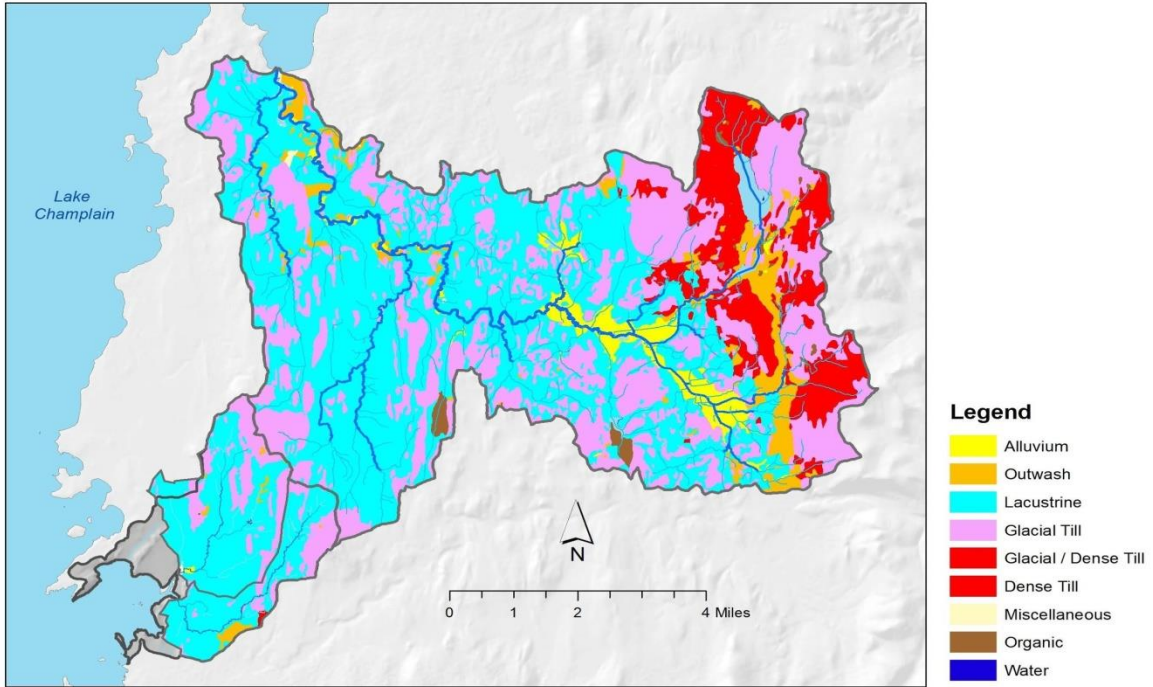 Lake
Champlain
N
0 1 2 4 Miles
Legend
Alluvium
Outwash
Lacustrine
Glacial Till
Glacial / Dense Till
Dense Till
Miscellaneous
Organic
Water